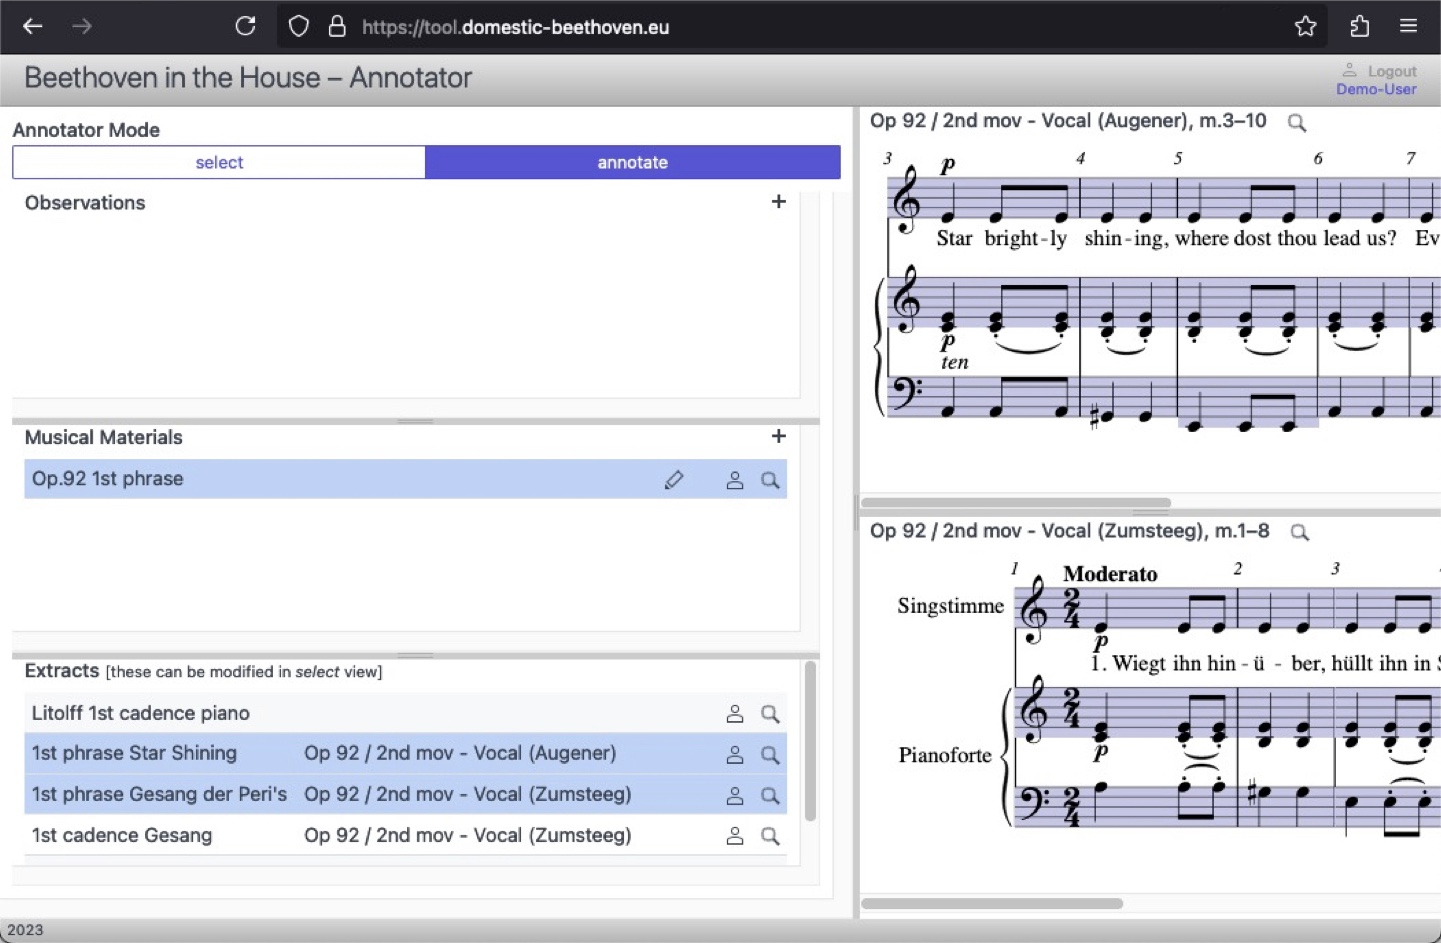 https://tool.domestic-beethoven.eu
Beethoven in the House – Annotator
Logout
Demo-User
Annotator Mode
select
annotate
Observations
+
Musical Materials
+
Op.92 1st phrase
Extracts [these can be modified in select view]
Litolff 1st cadence piano
1st phrase Star Shining Op 92 / 2nd mov - Vocal (Augener)
1st phrase Gesang der Peri's Op 92 / 2nd mov - Vocal (Zumsteeg)
1st cadence Gesang Op 92 / 2nd mov - Vocal (Zumsteeg)
Op 92 / 2nd mov - Vocal (Augener), m.3–10
3 4 5 6 7
p
Star bright-ly shin-ing, where dost thou lead us? Ev
p
ten
Op 92 / 2nd mov - Vocal (Zumsteeg), m.1–8
1 Moderato 2 3
Singstimme 2 4
p
1. Wiegt ihn hin - ü - ber, hüllt ihn in
2 4
Pianoforte p
2 4
2023